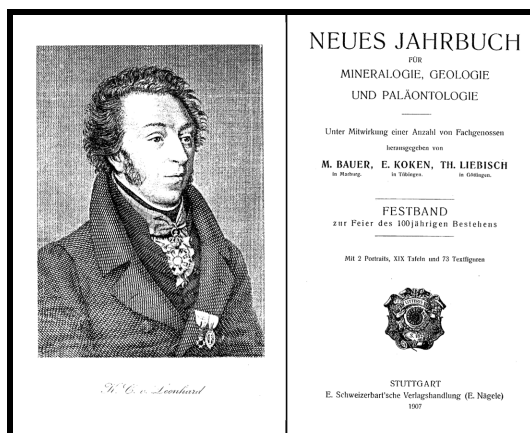 K. C. v. Leonhard
NEUES JAHRBUCH
FÜR
MINERALOGIE, GEOLOGIE
UND PALÄONTOLOGIE
Unter Mitwirkung einer Anzahl von Fachgenossen
herausgegeben von
M. BAUER, E. KOKEN, TH. LIEBISCH
in Marburg. in Tübingen. in Göttingen.
FESTBAND
zur Feier des 100jährigen Bestehens
Mit 2 Portraits, XIX Tafeln und 73 Textfiguren
STUTTGART
E. Schweizerbart'sche Verlagshandlung (E. Nägele)
1907